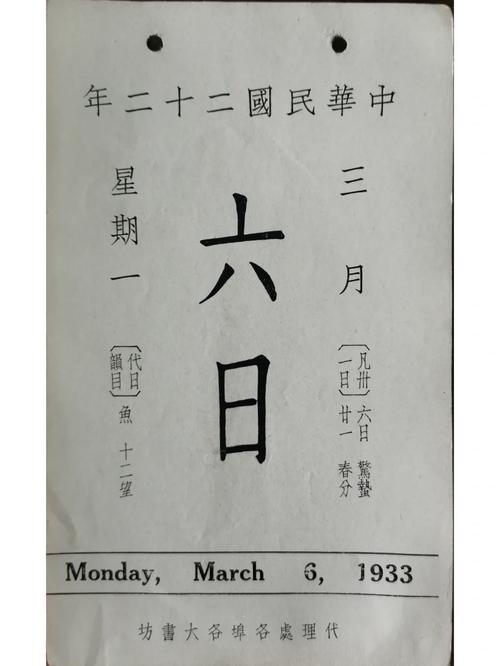 中華民國二十二年
三月
六日
星期一
〔凡卅一日〕
六日 驚蟄
廿一 春分
〔代日韻目〕魚 十二望
Monday, March 6, 1933
代理處各埠各大書坊